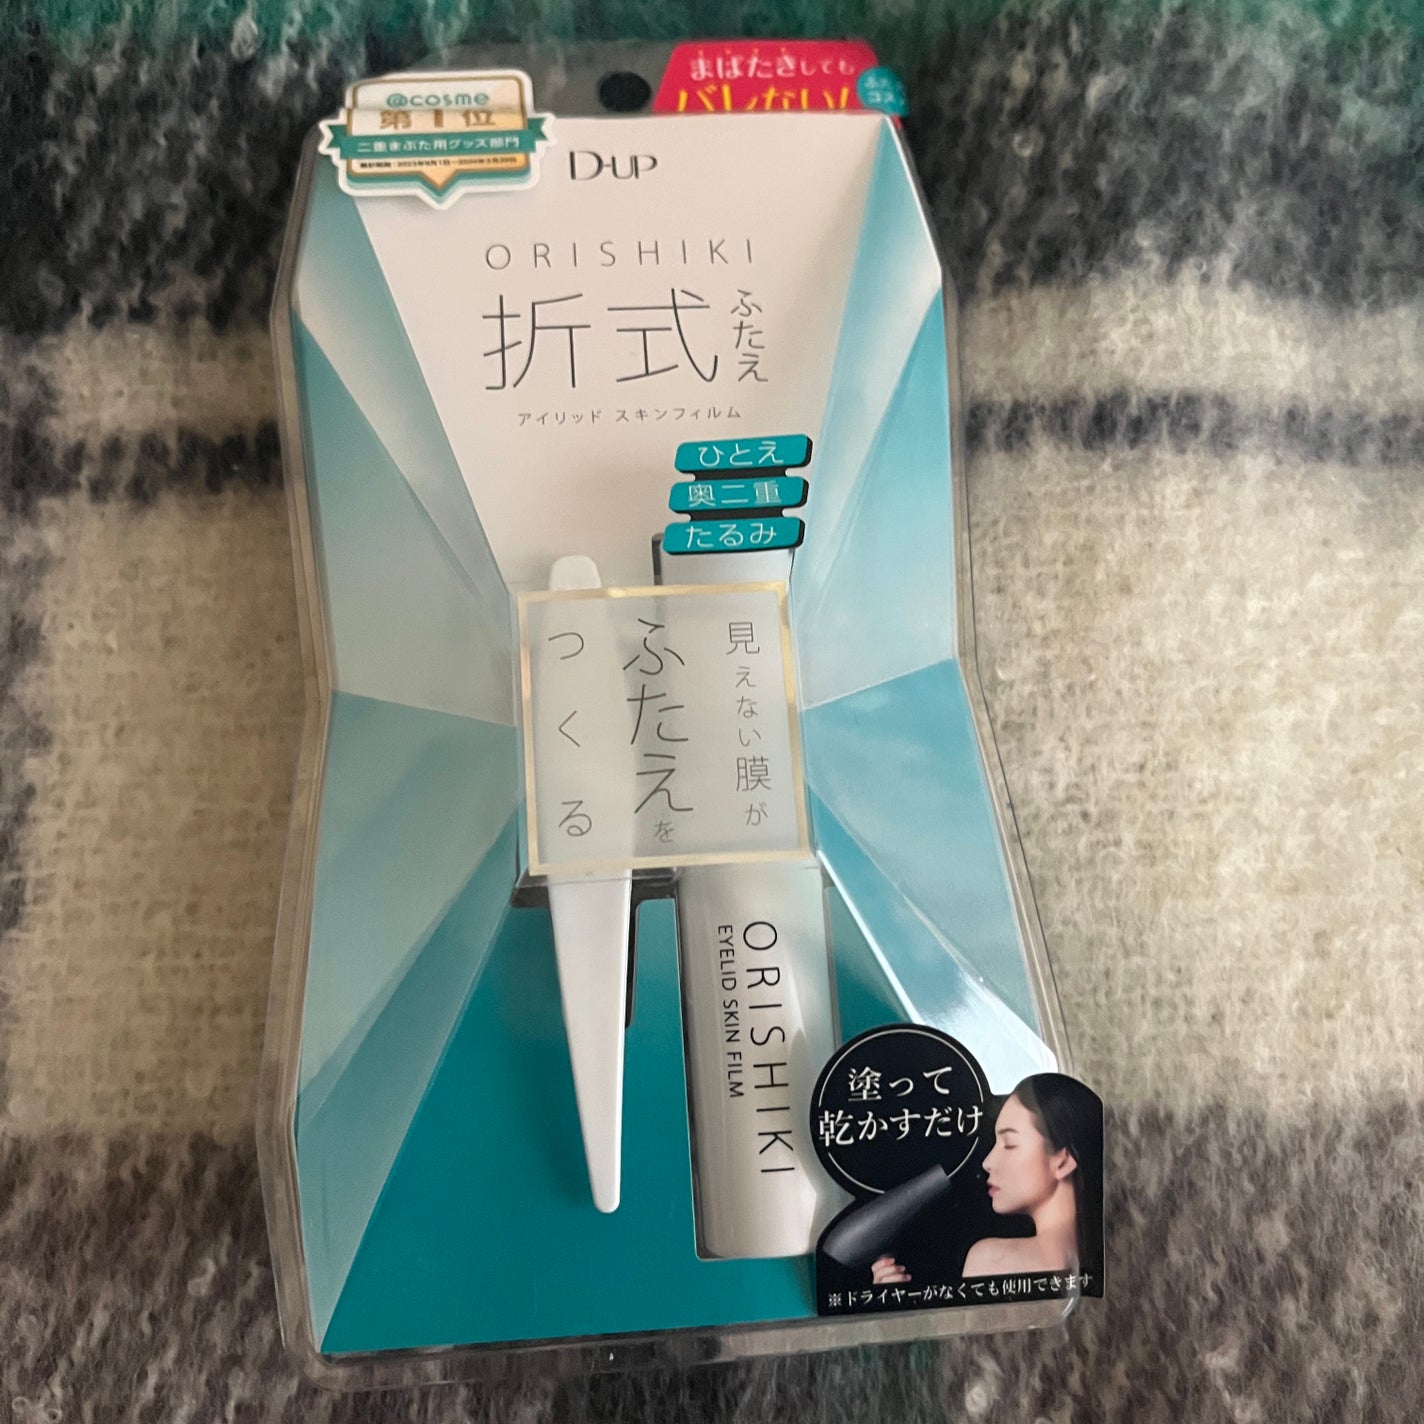 まばたきしても
バレない!
@cosme
第1位
二重まぶた用グッズ部門
D-UP
ORISHIKI
折式
ふたえ
アイリッド スキンフィルム
ひとえ
奥二重
たるみ
見えない膜が
ふたえを
つくる
ORISHIKI
EYELID SKIN FILM
塗って
乾かすだけ
※ドライヤーがなくても使用できます